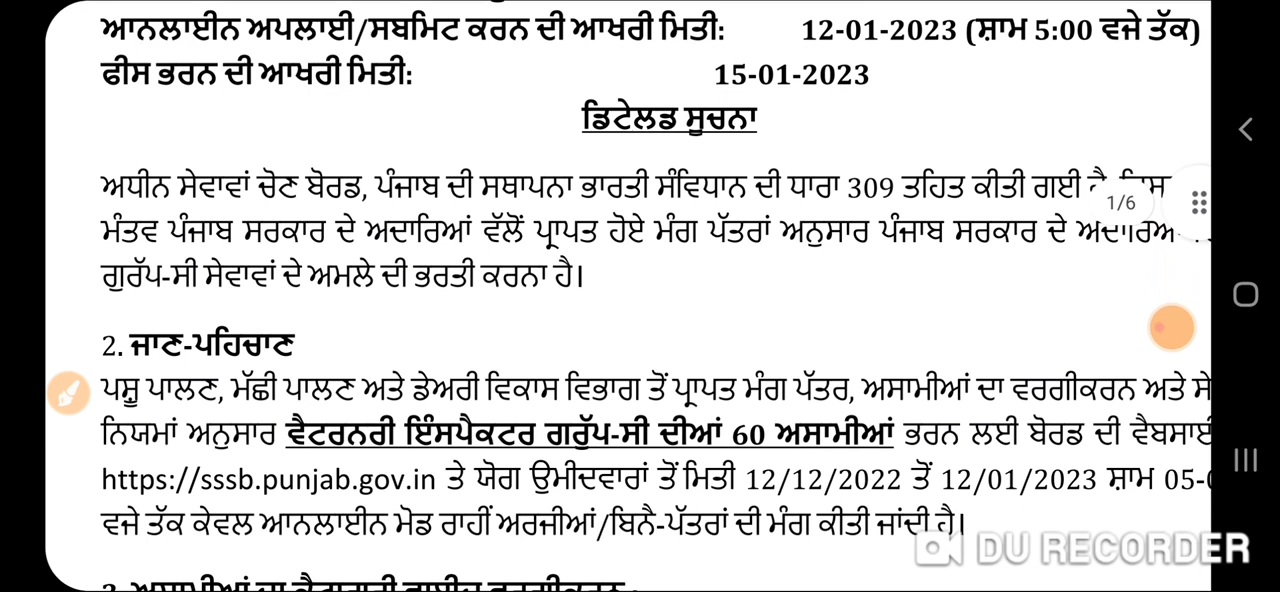 ਆਨਲਾਈਨ ਅਪਲਾਈ/ਸਬਮਿਟ ਕਰਨ ਦੀ ਆਖਰੀ ਮਿਤੀ: 12-01-2023 (ਸ਼ਾਮ 5:00 ਵਜੇ ਤੱਕ)
ਫੀਸ ਭਰਨ ਦੀ ਆਖਰੀ ਮਿਤੀ: 15-01-2023
ਡਿਟੇਲਡ ਸੂਚਨਾ
ਅਧੀਨ ਸੇਵਾਵਾਂ ਚੋਣ ਬੋਰਡ, ਪੰਜਾਬ ਦੀ ਸਥਾਪਨਾ ਭਾਰਤੀ ਸੰਵਿਧਾਨ ਦੀ ਧਾਰਾ 309 ਤਹਿਤ ਕੀਤੀ ਗਈ
1/6
ਮੰਤਵ ਪੰਜਾਬ ਸਰਕਾਰ ਦੇ ਅਦਾਰਿਆਂ ਵੱਲੋਂ ਪ੍ਰਾਪਤ ਹੋਏ ਮੰਗ ਪੱਤਰਾਂ ਅਨੁਸਾਰ ਪੰਜਾਬ ਸਰਕਾਰ ਦੇ
ਗੁਰੱਪ-ਸੀ ਸੇਵਾਵਾਂ ਦੇ ਅਮਲੇ ਦੀ ਭਰਤੀ ਕਰਨਾ ਹੈ।
2. ਜਾਣ-ਪਹਿਚਾਣ
ਪਸ਼ੂ ਪਾਲਣ, ਮੱਛੀ ਪਾਲਣ ਅਤੇ ਡੇਅਰੀ ਵਿਕਾਸ ਵਿਭਾਗ ਤੋਂ ਪ੍ਰਾਪਤ ਮੰਗ ਪੱਤਰ, ਅਸਾਮੀਆਂ ਦਾ ਵਰਗੀਕਰਨ ਅਤੇ
ਨਿਯਮਾਂ ਅਨੁਸਾਰ ਵੈਟਰਨਰੀ ਇੰਸਪੈਕਟਰ ਗਰੁੱਪ-ਸੀ ਦੀਆਂ 60 ਅਸਾਮੀਆਂ ਭਰਨ ਲਈ ਬੋਰਡ ਦੀ
https://sssb.punjab.gov.in ਤੇ ਯੋਗ ਉਮੀਦਵਾਰਾਂ ਤੋਂ ਮਿਤੀ 12/12/2022 ਤੋਂ 12/01/2023 ਸ਼ਾਮ
ਵਜੇ ਤੱਕ ਕੇਵਲ ਆਨਲਾਈਨ ਮੋਡ ਰਾਹੀਂ ਅਰਜੀਆਂ/ਬਿਨੈ-ਪੱਤਰਾਂ ਦੀ ਮੰਗ ਕੀਤੀ ਜਾਂਦੀ ਹੈ।
DU RECORDER